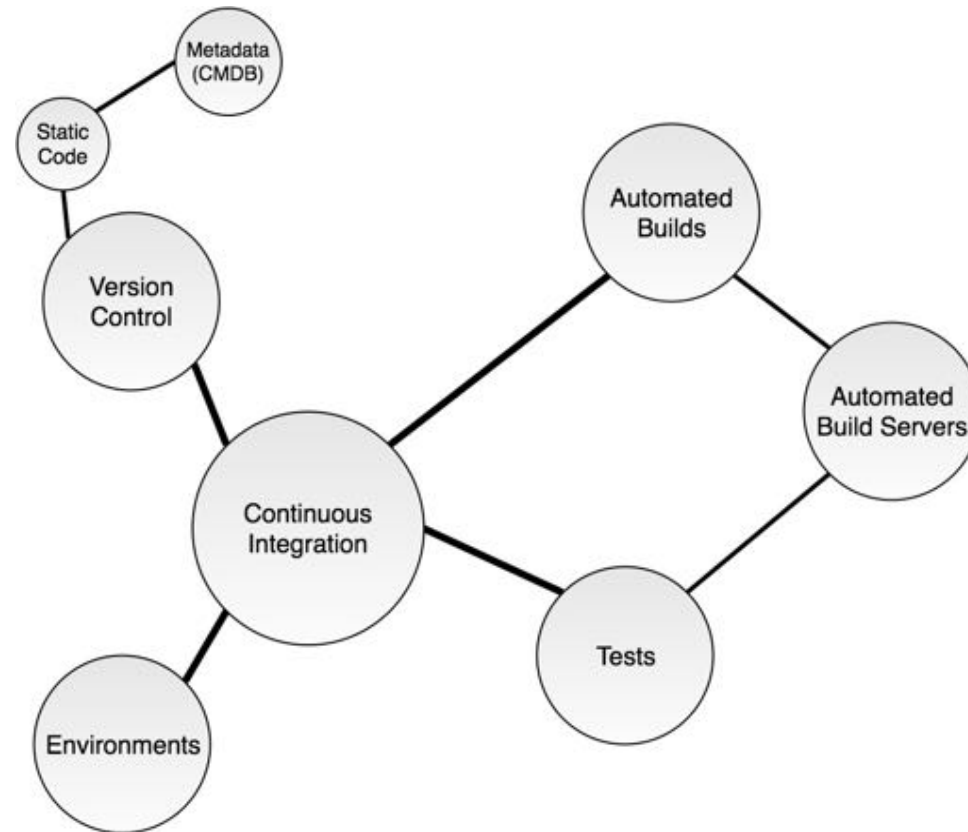 Metadata
(CMDB)
Static
Code
Automated
Builds
Version
Control
Automated
Build Servers
Continuous
Integration
Tests
Environments